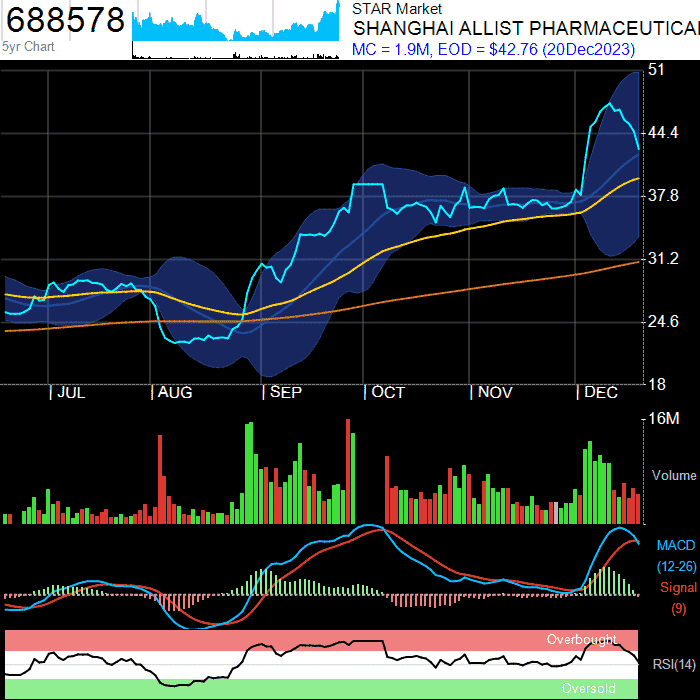 688578
5yr Chart
STAR Market
SHANGHAI ALLIST PHARMACEUTICA
MC = 1.9M, EOD = $42.76 (20Dec2023)
51
44.4
37.8
31.2
24.6
18
JUL
AUG
SEP
OCT
NOV
DEC
16M
Volume
MACD
(12-26)
Signal
(9)
Overbought
RSI(14)
Oversold